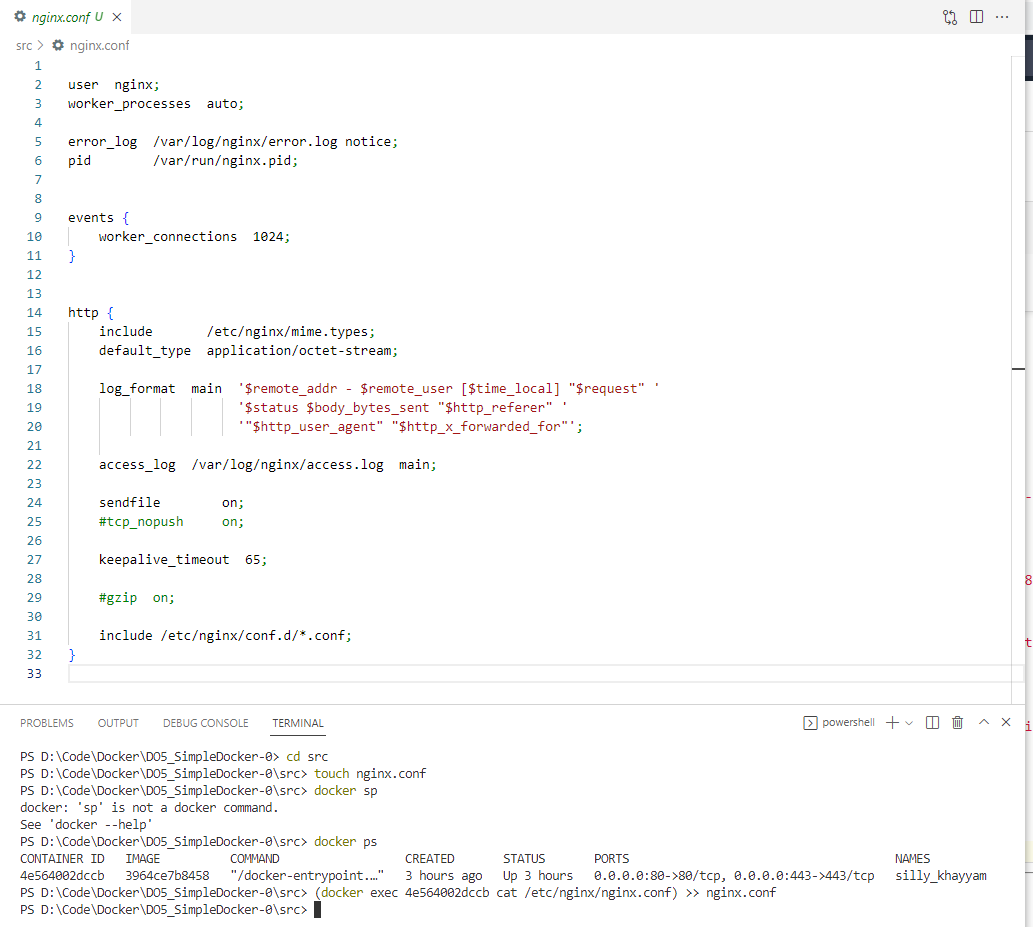 nginx.conf U
src > nginx.conf
1
2 user  nginx;
3 worker_processes  auto;
4
5 error_log  /var/log/nginx/error.log notice;
6 pid        /var/run/nginx.pid;
7
8
9 events {
10     worker_connections  1024;
11 }
12
13
14 http {
15     include       /etc/nginx/mime.types;
16     default_type  application/octet-stream;
17
18     log_format  main  '$remote_addr - $remote_user [$time_local] "$request" '
19                       '$status $body_bytes_sent "$http_referer" '
20                       '"$http_user_agent" "$http_x_forwarded_for"';
21
22     access_log  /var/log/nginx/access.log  main;
23
24     sendfile        on;
25     #tcp_nopush     on;
26
27     keepalive_timeout  65;
28
29     #gzip  on;
30
31     include /etc/nginx/conf.d/*.conf;
32 }
33
PROBLEMS OUTPUT DEBUG CONSOLE TERMINAL powershell
PS D:\Code\Docker\DO5_SimpleDocker-0> cd src
PS D:\Code\Docker\DO5_SimpleDocker-0\src> touch nginx.conf
PS D:\Code\Docker\DO5_SimpleDocker-0\src> docker sp
docker: 'sp' is not a docker command.
See 'docker --help'
PS D:\Code\Docker\DO5_SimpleDocker-0\src> docker ps
CONTAINER ID   IMAGE          COMMAND                  CREATED       STATUS       PORTS                                      NAMES
4e564002dccb   3964ce7b8458   "/docker-entrypoint.…"   3 hours ago   Up 3 hours   0.0.0.0:80->80/tcp, 0.0.0.0:443->443/tcp   silly_khayyam
PS D:\Code\Docker\DO5_SimpleDocker-0\src> (docker exec 4e564002dccb cat /etc/nginx/nginx.conf) >> nginx.conf
PS D:\Code\Docker\DO5_SimpleDocker-0\src>